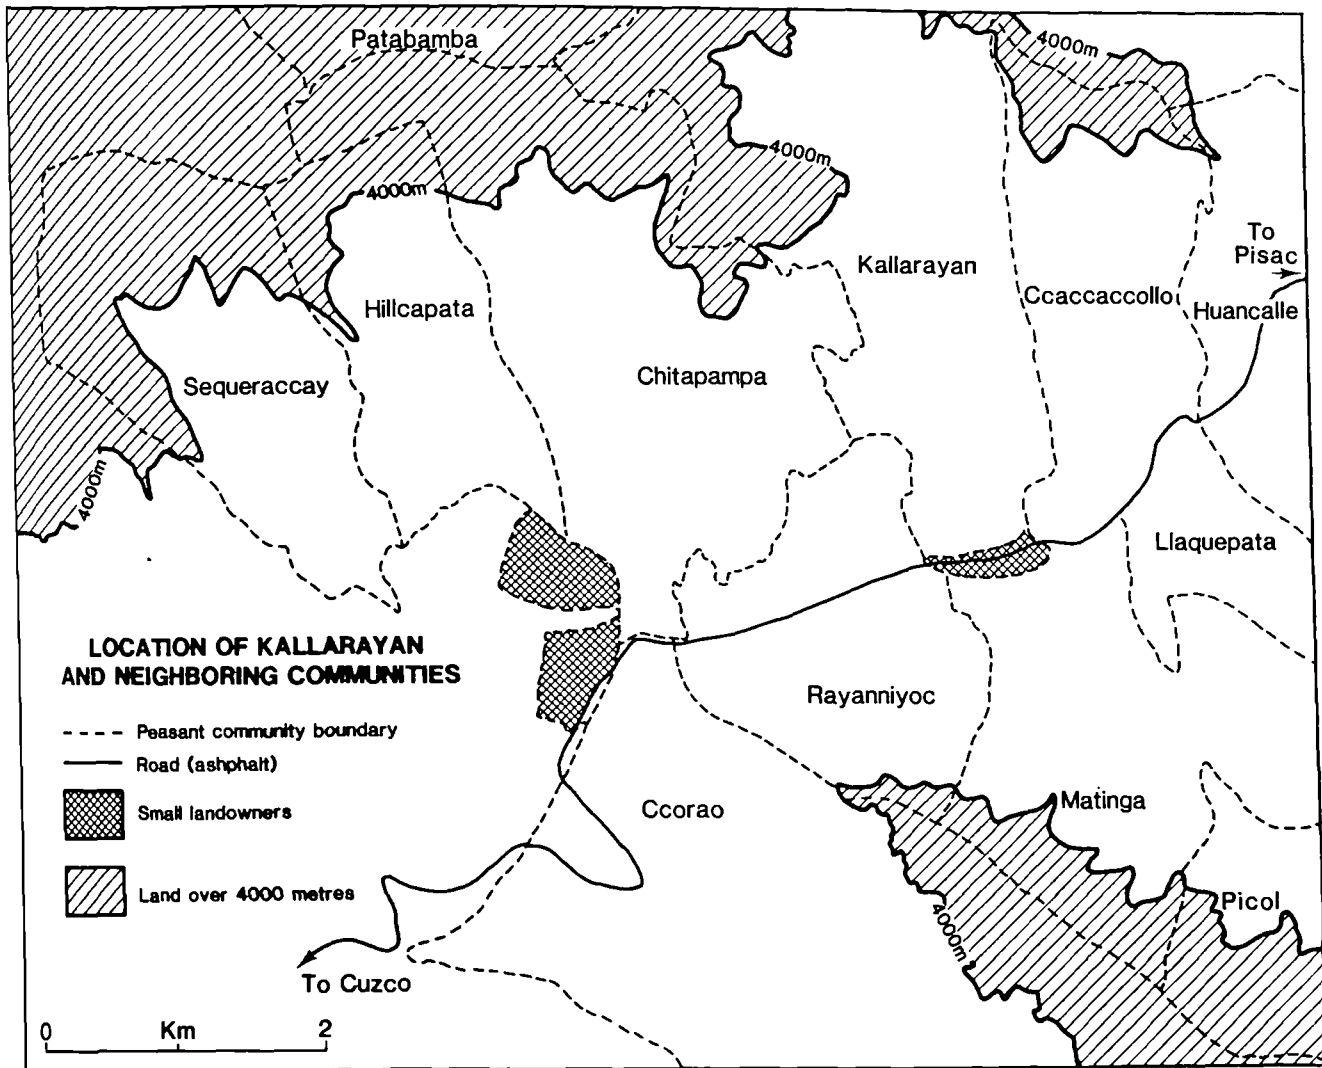 Patabamba
4000m
4000m
4000m
Kallarayan
To
Pisac
Ccaccaccollo
Huancalle
Hillcapata
Sequeraccay
Chitapampa
4000m
Llaquepata
LOCATION OF KALLARAYAN
AND NEIGHBORING COMMUNITIES
Peasant community boundary
Road (ashphalt)
Small landowners
Land over 4000 metres
Rayanniyoc
Ccorao
Matinga
Picol
4000m
To Cuzco
0 Km 2